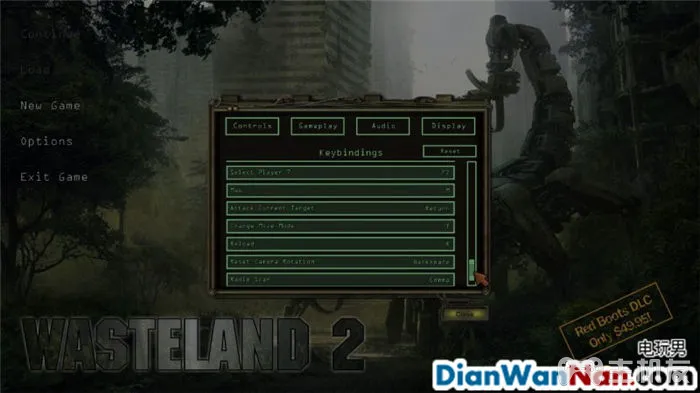 Continue
Load
New Game
Options
Exit Game
Controls
Gameplay
Audio
Display
Keybindings
Reset
Select Player 7
F7
Map
M
Attack Current Target
Return
Change Move Mode
Reload
R
Reset Camera Rotation
Backspace
Radio Scan
Comma
Close
WASTELAND 2
Red Boots DLC
Only $49.95!
电玩男
DianWanNan.com